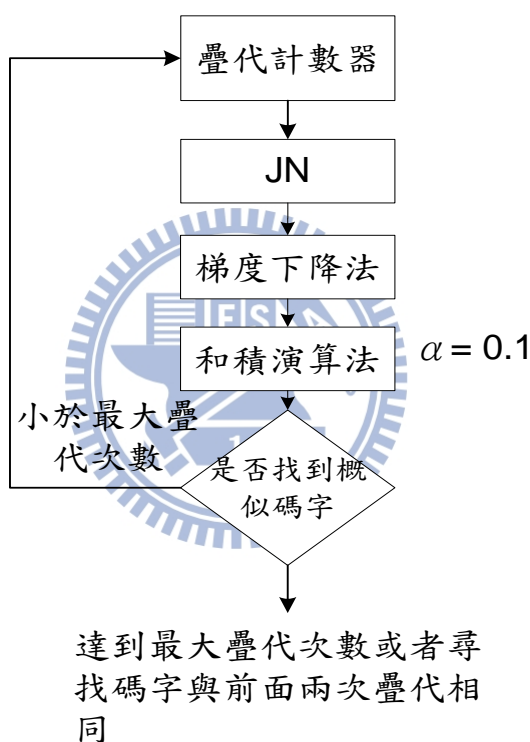 疊代計數器
JN
梯度下降法
和積演算法
α = 0.1
小於最大疊
代次數
是否找到概
似碼字
達到最大疊代次數或者尋
找碼字與前面兩次疊代相
同